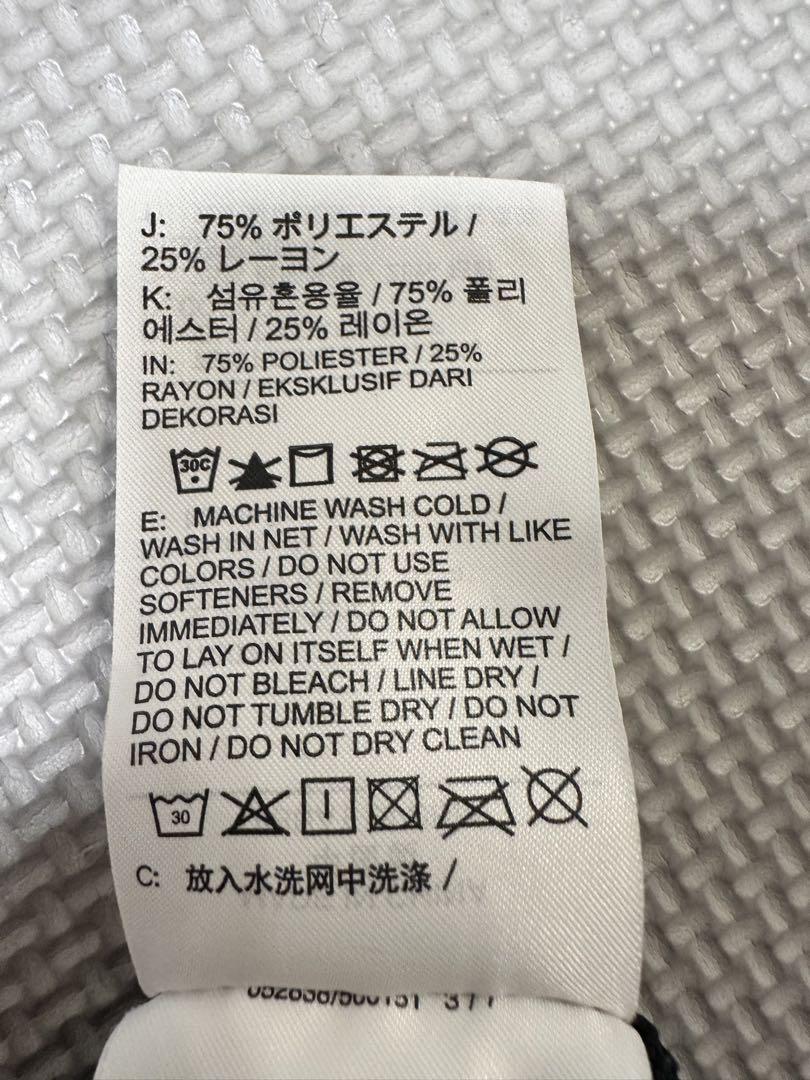 J: 75% ポリエステル /
25% レーヨン
K: 섬유혼용율 / 75% 폴리
에스터 / 25% 레이온
IN: 75% POLIESTER / 25%
RAYON / EKSKLUSIF DARI
DEKORASI
30C
E: MACHINE WASH COLD /
WASH IN NET / WASH WITH LIKE
COLORS / DO NOT USE
SOFTENERS / REMOVE
IMMEDIATELY / DO NOT ALLOW
TO LAY ON ITSELF WHEN WET /
DO NOT BLEACH / LINE DRY /
DO NOT TUMBLE DRY / DO NOT
IRON / DO NOT DRY CLEAN
30
C: 放入水洗网中洗涤 /